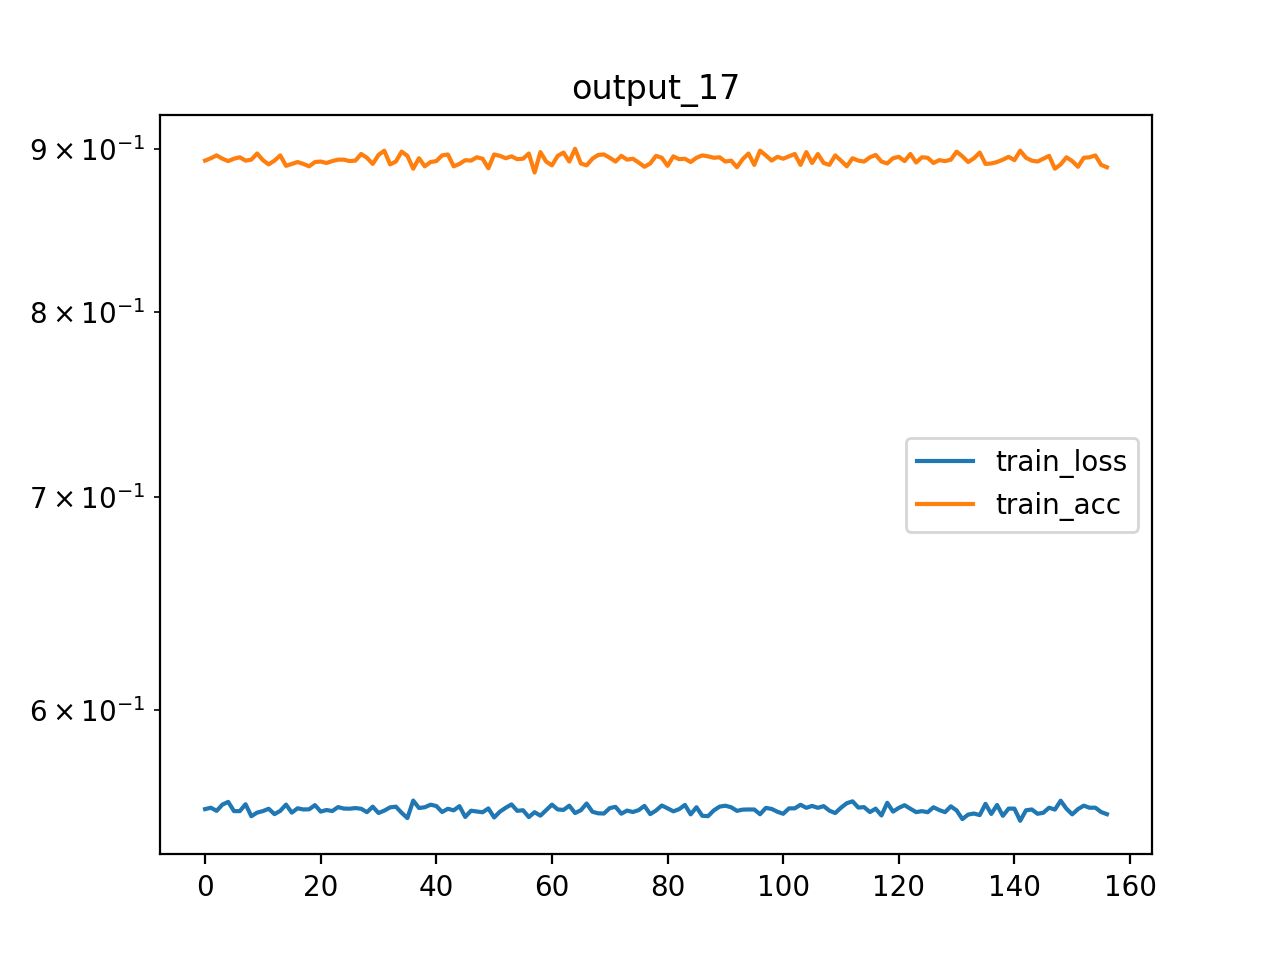 output_17
9 × 10⁻¹
8 × 10⁻¹
7 × 10⁻¹
6 × 10⁻¹
train_loss
train_acc
0 20 40 60 80 100 120 140 160